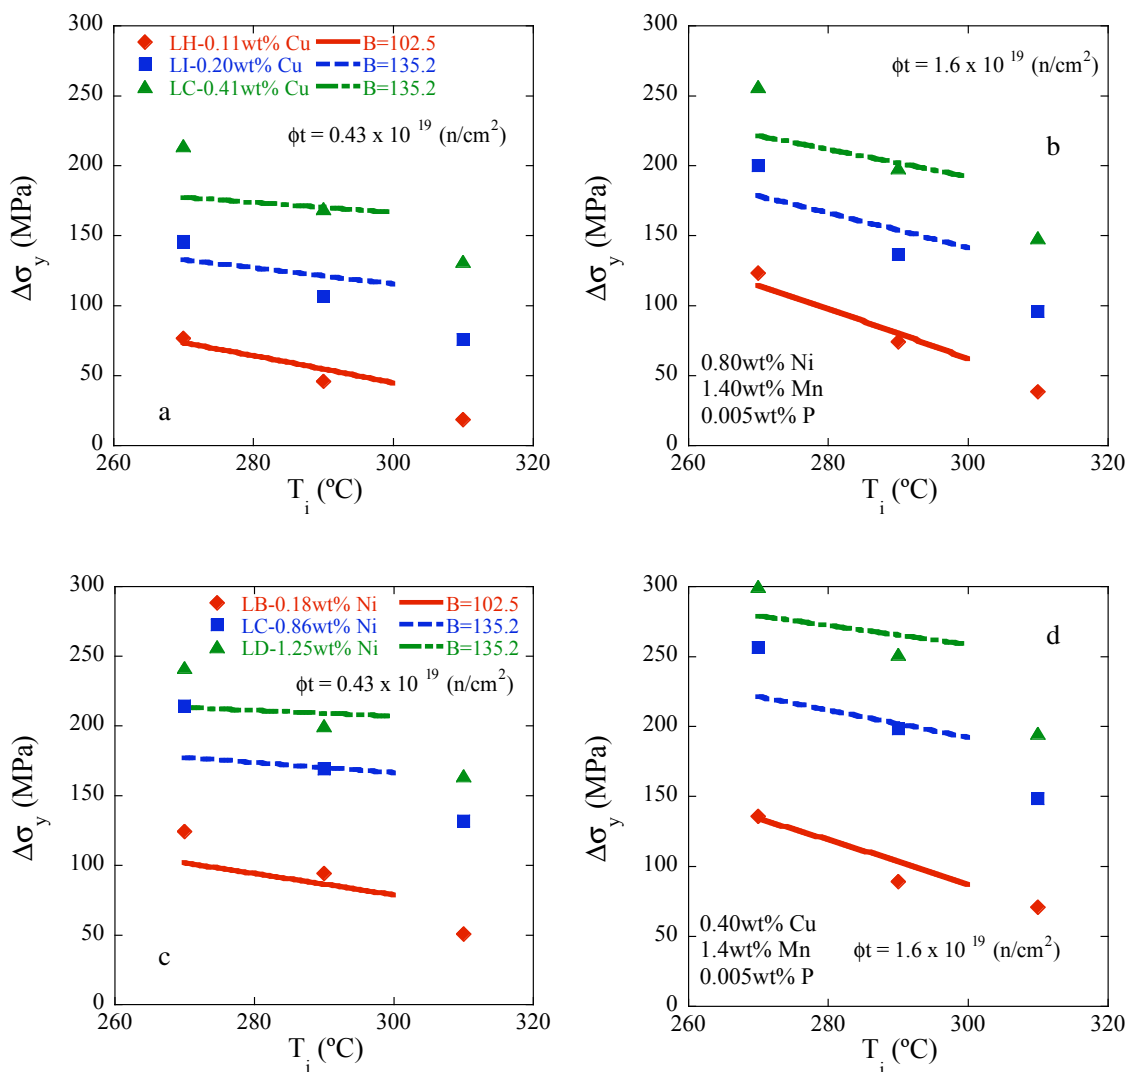 300
250
200
150
100
50
0
Δσy (MPa)
LH-0.11wt% Cu B=102.5
LI-0.20wt% Cu B=135.2
LC-0.41wt% Cu B=135.2
ϕt = 0.43 x 10 19 (n/cm2)
a
260 280 300 320
Ti (ºC)
300
250
200
150
100
50
0
Δσy (MPa)
ϕt = 1.6 x 10 19 (n/cm2)
b
0.80wt% Ni
1.40wt% Mn
0.005wt% P
260 280 300 320
Ti (ºC)
300
250
200
150
100
50
0
Δσy (MPa)
LB-0.18wt% Ni B=102.5
LC-0.86wt% Ni B=135.2
LD-1.25wt% Ni B=135.2
ϕt = 0.43 x 10 19 (n/cm2)
c
260 280 300 320
Ti (ºC)
300
250
200
150
100
50
0
Δσy (MPa)
d
0.40wt% Cu
1.4wt% Mn
0.005wt% P
ϕt = 1.6 x 10 19 (n/cm2)
260 280 300 320
Ti (ºC)